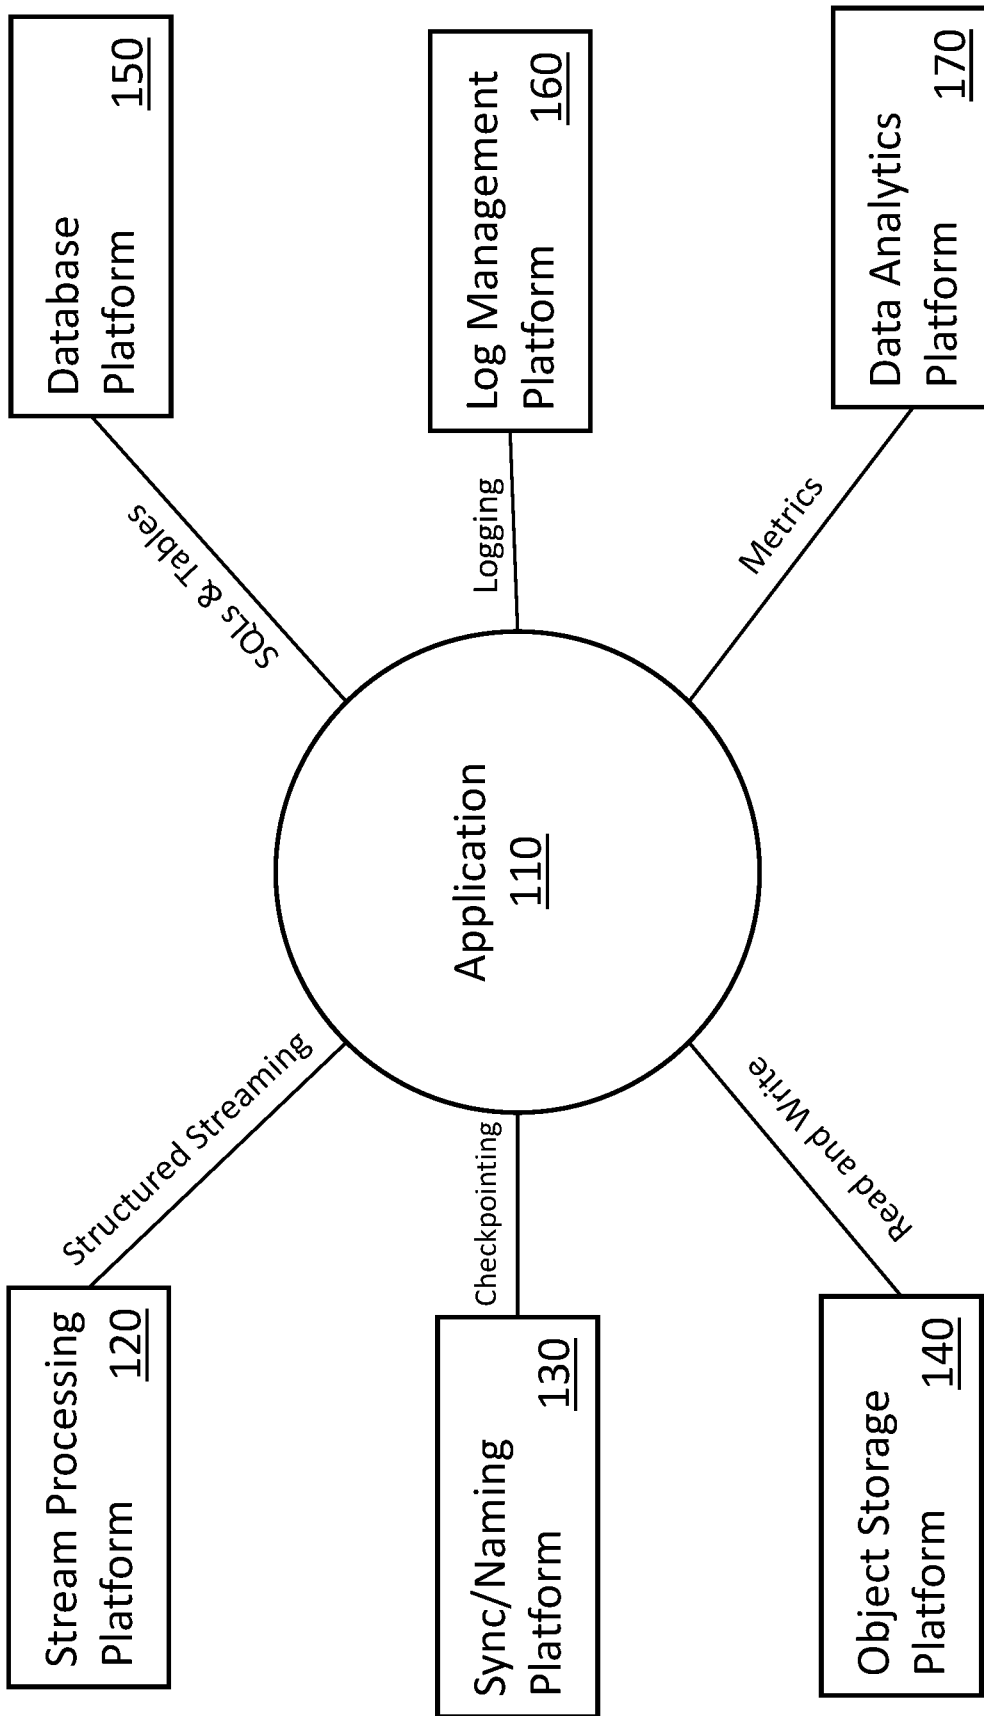 Stream Processing
Platform
120
Structured Streaming
Sync/Naming
Platform
130
Checkpointing
Object Storage
Platform
140
Read and Write
Application
110
SQLs & Tables
Database
Platform
150
Logging
Log Management
Platform
160
Metrics
Data Analytics
Platform
170